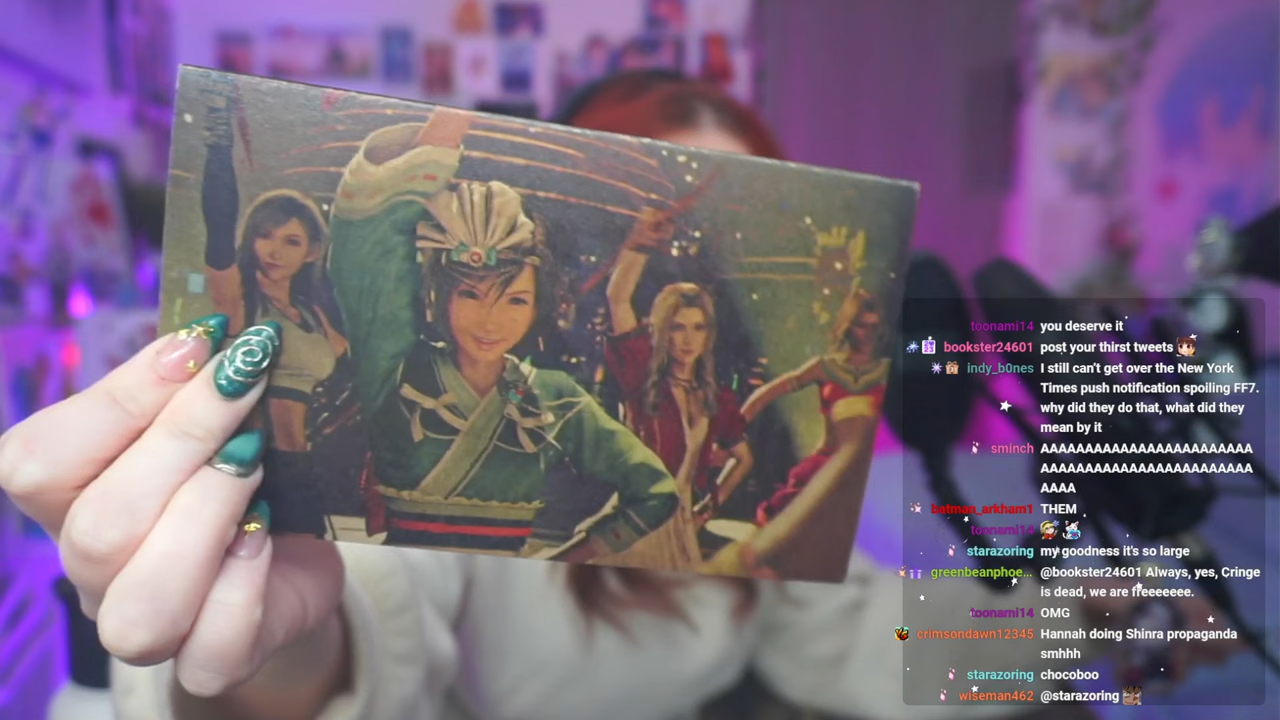 toonami14 you deserve it
bookster24601 post your thirst tweets
indy_b0nes I still can't get over the New York
Times push notification spoiling FF7.
why did they do that, what did they
mean by it
sminch AAAAAAAAAAAAAAAAAAAAAAA
AAAAAAAAAAAAAAAAAAAAAAA
AAAA
batman_arkham1 THEM
toonami14
starazoring my goodness it's so large
greenbeanphoe... @bookster24601 Always, yes, Cringe
is dead, we are freeeeeee.
toonami14 OMG
crimsondawn12345 Hannah doing Shinra propaganda
smhhh
starazoring chocoboo
wiseman462 @starazoring